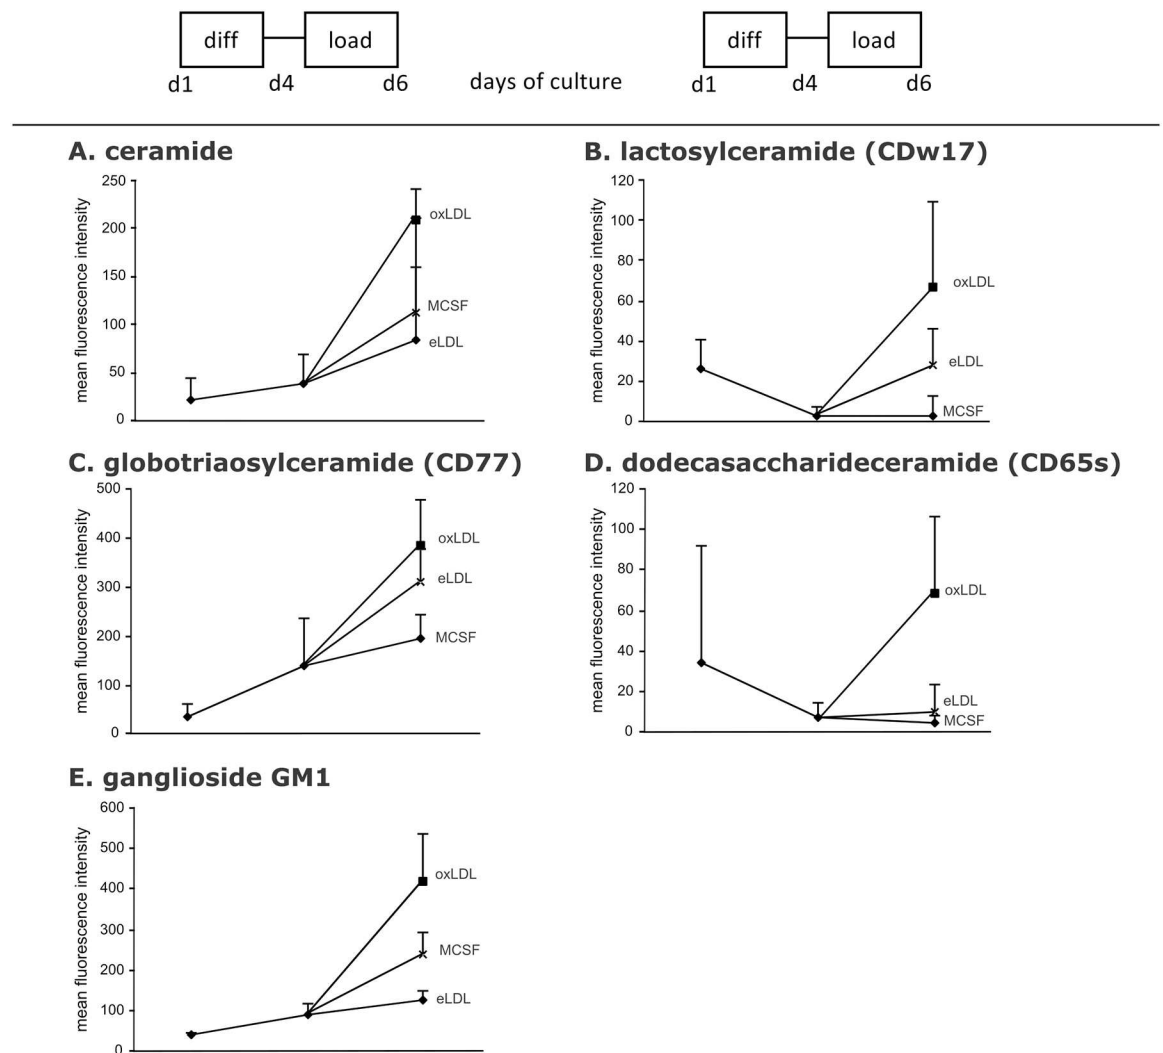 diff load diff load
d1 d4 d6 days of culture d1 d4 d6
A. ceramide
mean fluorescence intensity
250
200
150
100
50
0
oxLDL
MCSF
eLDL
B. lactosylceramide (CDw17)
mean fluorescence intensity
120
100
80
60
40
20
0
oxLDL
eLDL
MCSF
C. globotriaosylceramide (CD77)
mean fluorescence intensity
500
400
300
200
100
0
oxLDL
eLDL
MCSF
D. dodecasaccharideceramide (CD65s)
mean fluorescence intensity
120
100
80
60
40
20
0
oxLDL
eLDL
MCSF
E. ganglioside GM1
mean fluorescence intensity
600
500
400
300
200
100
0
oxLDL
MCSF
eLDL